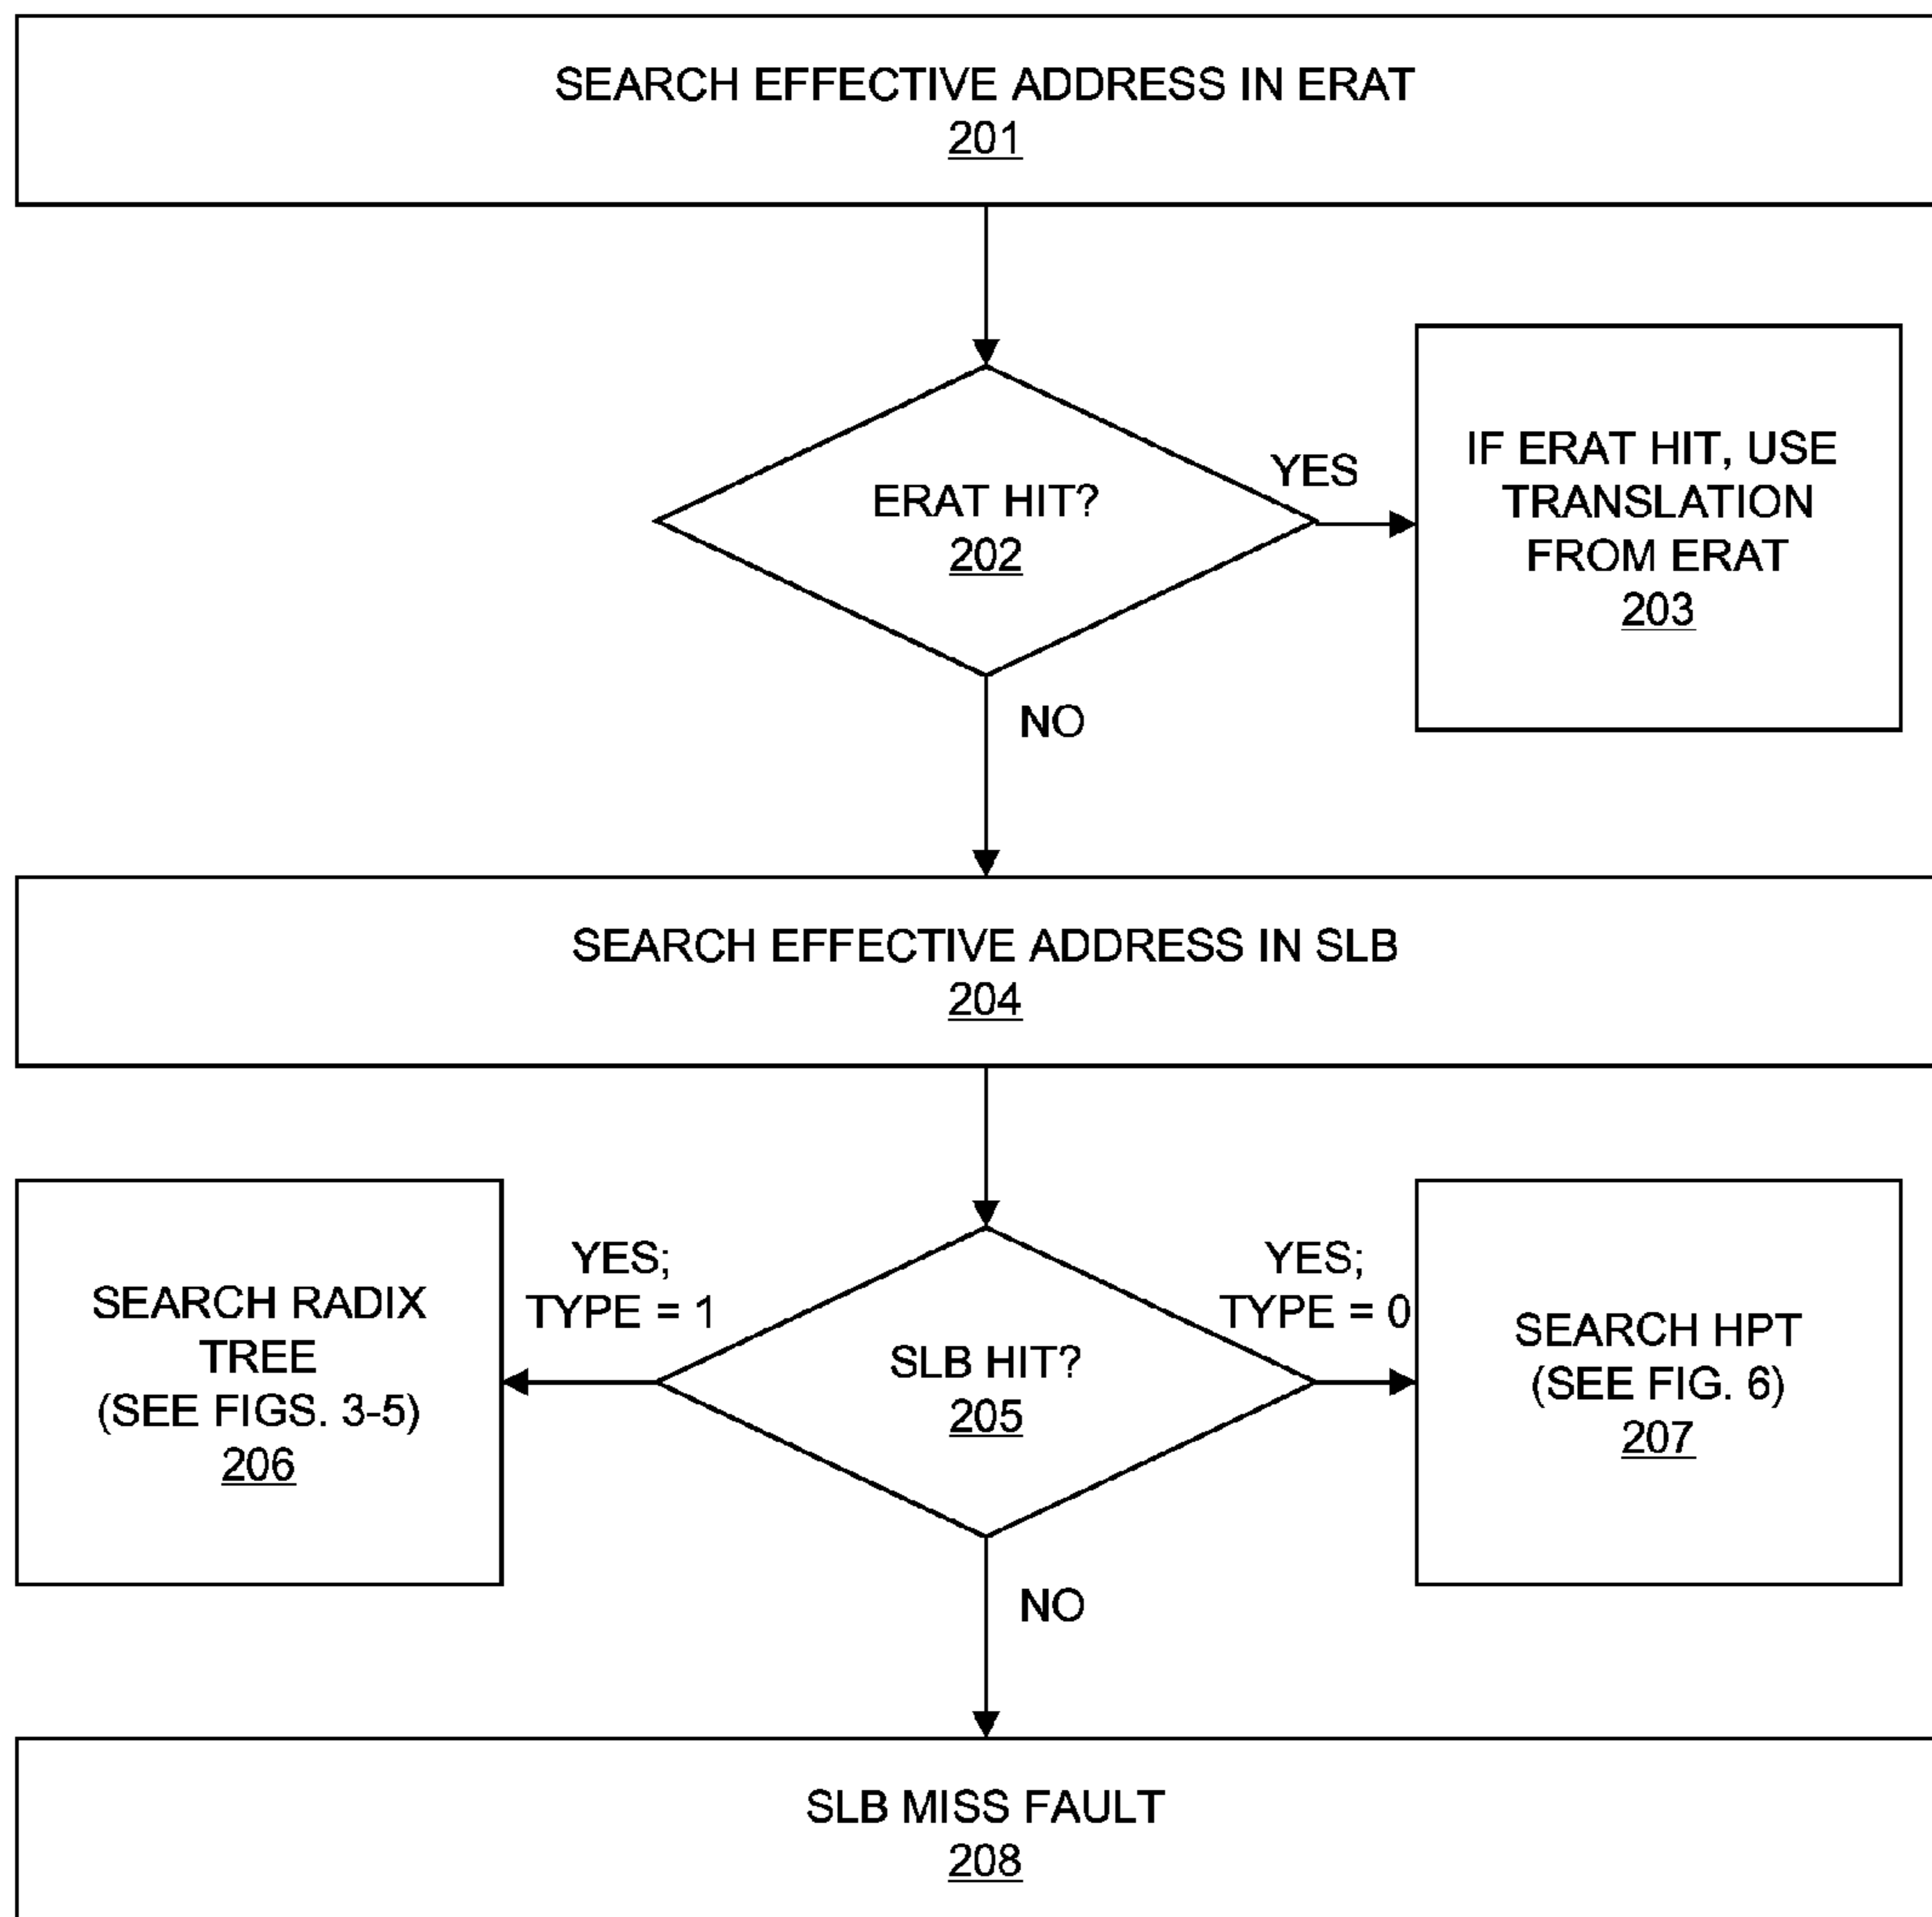 SEARCH EFFECTIVE ADDRESS IN ERAT
201
ERAT HIT?
202
YES
IF ERAT HIT, USE
TRANSLATION
FROM ERAT
203
NO
SEARCH EFFECTIVE ADDRESS IN SLB
204
SEARCH RADIX
TREE
(SEE FIGS. 3-5)
206
YES;
TYPE = 1
SLB HIT?
205
YES;
TYPE = 0
SEARCH HPT
(SEE FIG. 6)
207
NO
SLB MISS FAULT
208